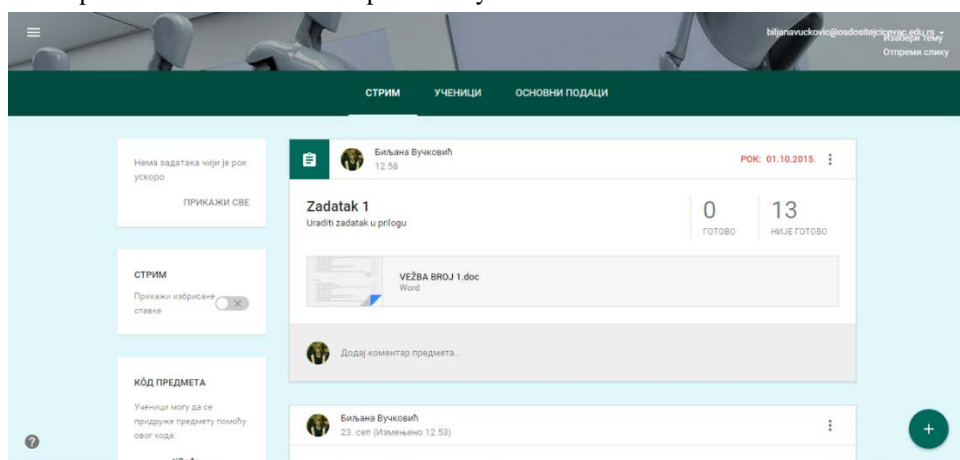 biljanavuckovic@osdositejcicevac.edu.rs
Изабери тему
Отпреми слику
СТРИМ УЧЕНИЦИ ОСНОВНИ ПОДАЦИ
Нема задатака чији је рок
ускоро
ПРИКАЖИ СВЕ
СТРИМ
Прикажи избрисане
ставке
КÔД ПРЕДМЕТА
Ученици могу да се
придруже предмету помоћу
овог кода:
Биљана Вучковић
12.58
РОК: 01.10.2015.
Zadatak 1
Uraditi zadatak u prilogu
0
ГОТОВО
13
НИЈЕ ГОТОВО
VEŽBA BROJ 1.doc
Word
Додај коментар предмета...
Биљана Вучковић
23. сеп (Измењено 12.53)